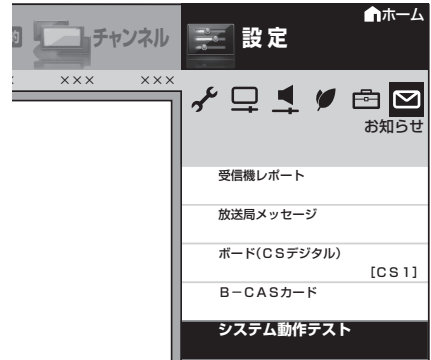 ホーム
約
チャンネル
設定
××× ×××
お知らせ
受信機レポート
放送局メッセージ
ボード(CSデジタル)
[CS1]
B-CASカード
システム動作テスト